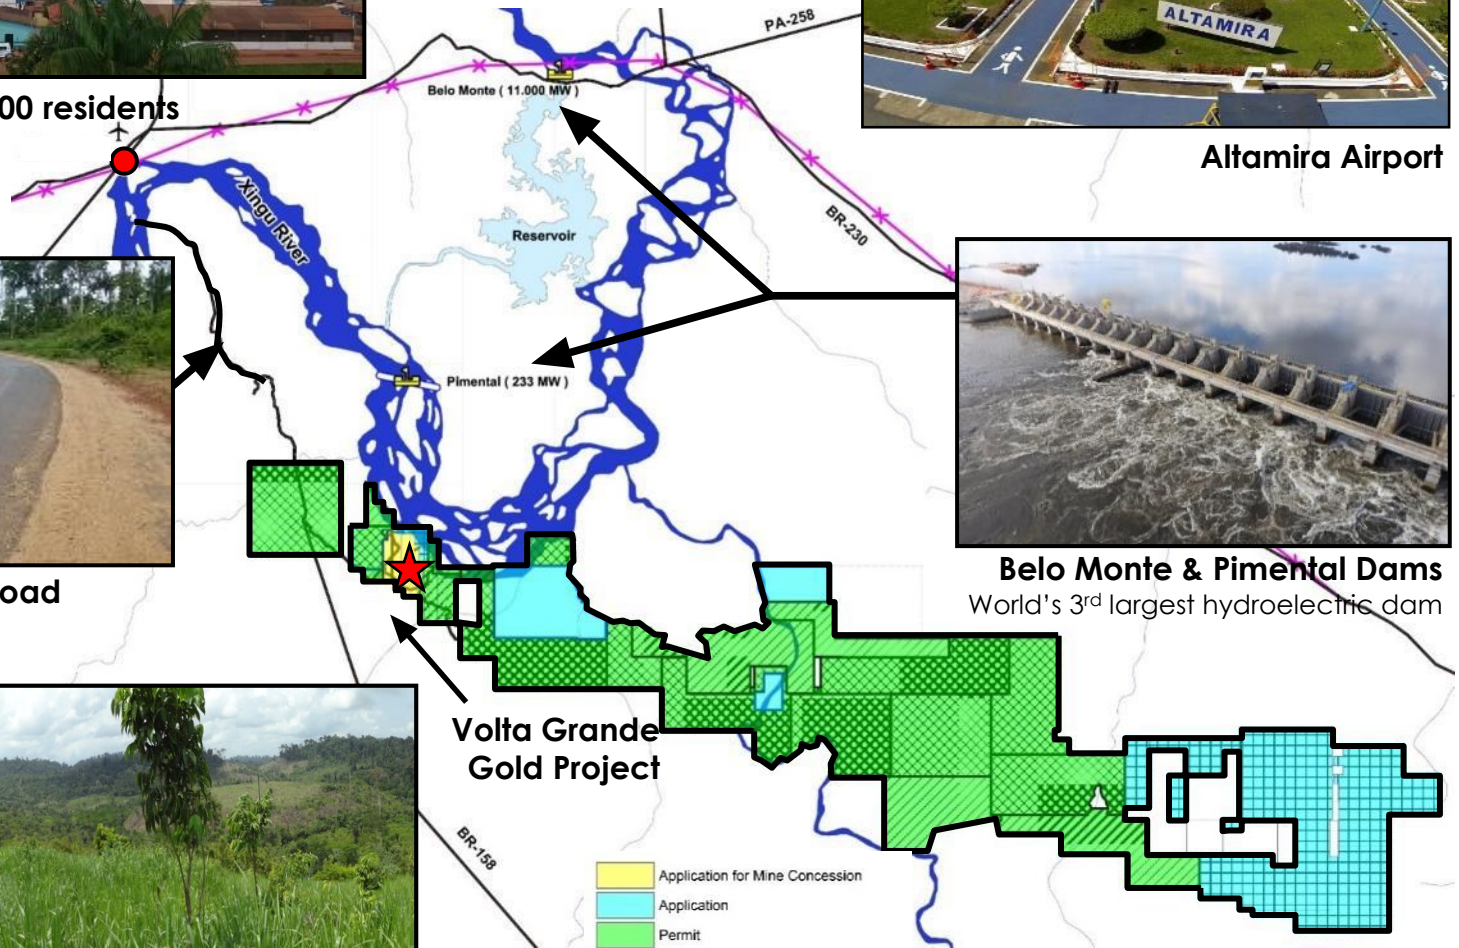 PA-258
ALTAMIRA
Belo Monte ( 11.000 MW )
00 residents
Altamira Airport
Xingu River
BR-230
Reservoir
Pimental ( 233 MW )
Belo Monte & Pimental Dams
World's 3rd largest hydroelectric dam
oad
Volta Grande
Gold Project
BR-158
Application for Mine Concession
Application
Permit